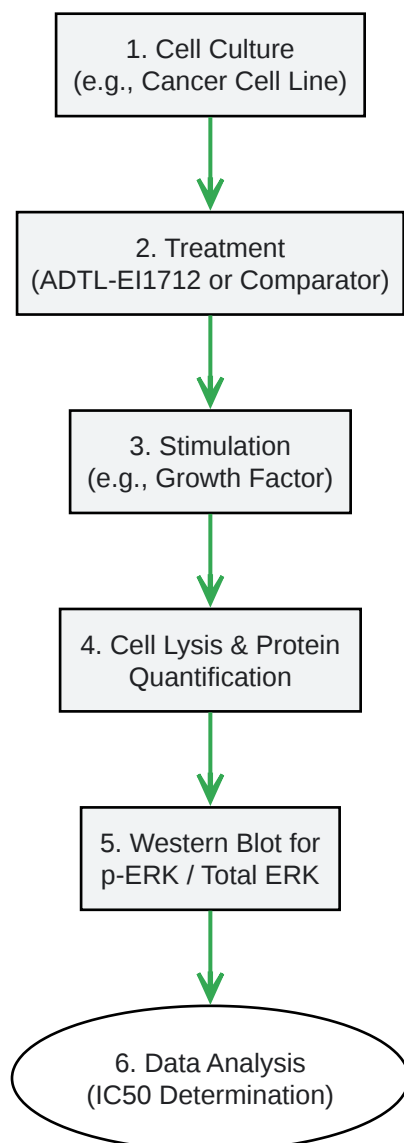 1. Cell Culture
(e.g., Cancer Cell Line)
2. Treatment
(ADTL-EI1712 or Comparator)
3. Stimulation
(e.g., Growth Factor)
4. Cell Lysis & Protein
Quantification
5. Western Blot for
p-ERK / Total ERK
6. Data Analysis
(IC50 Determination)